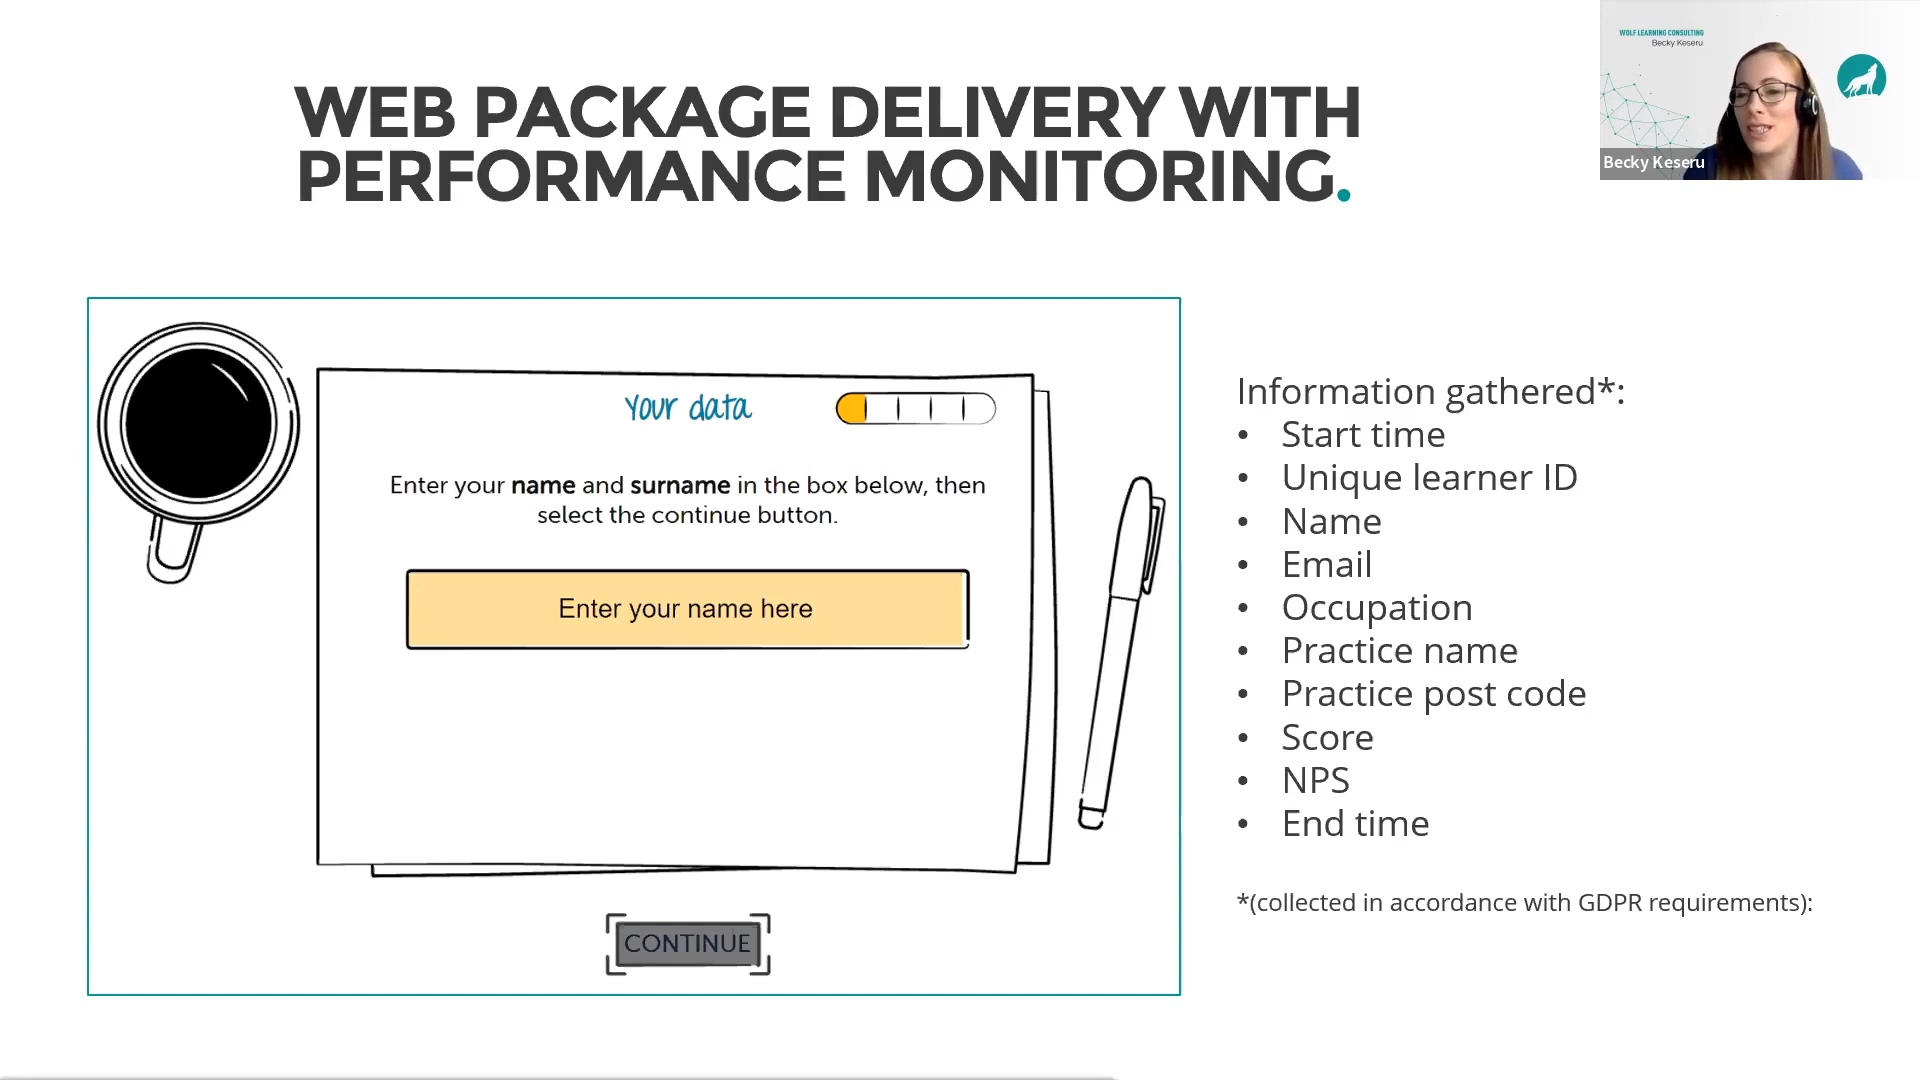 WEB PACKAGE DELIVERY WITH
PERFORMANCE MONITORING.
WOLF LEARNING CONSULTING
Becky Keseru
Becky Keseru
Your data
Enter your name and surname in the box below, then
select the continue button.
Enter your name here
CONTINUE
Information gathered*:
• Start time
• Unique learner ID
• Name
• Email
• Occupation
• Practice name
• Practice post code
• Score
• NPS
• End time
*(collected in accordance with GDPR requirements):